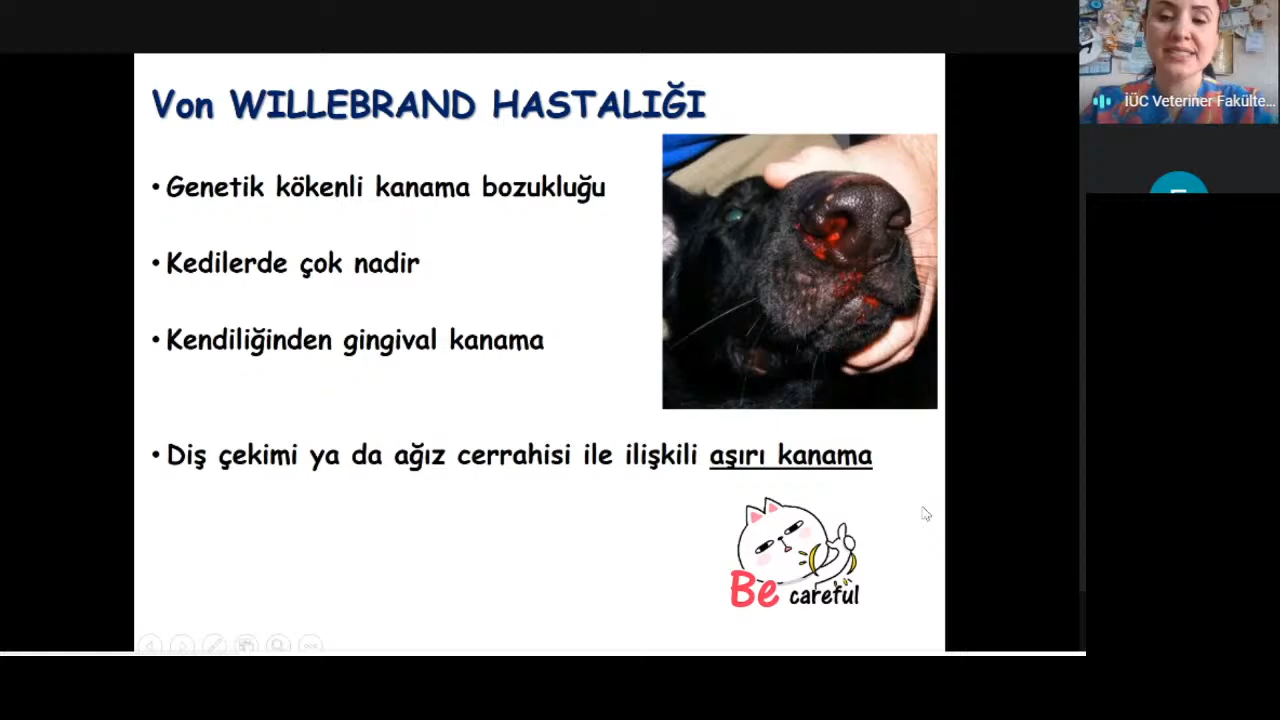 Von WILLEBRAND HASTALIĞI
• Genetik kökenli kanama bozukluğu
• Kedilerde çok nadir
• Kendiliğinden gingival kanama
• Diş çekimi ya da ağız cerrahisi ile ilişkili aşırı kanama
Be careful
İÜC Veteriner Fakülte...